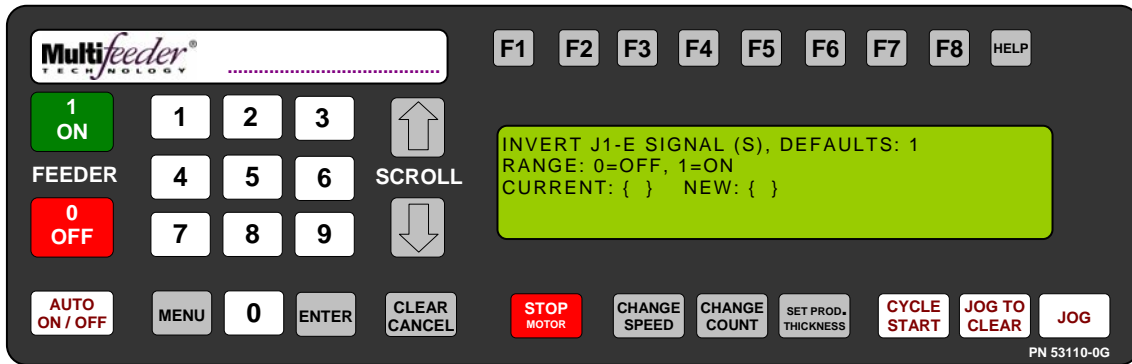 Multifeeder®
TECHNOLOGY
F1 F2 F3 F4 F5 F6 F7 F8 HELP
1
ON
FEEDER
0
OFF
1 2 3
4 5 6
7 8 9
SCROLL
INVERT J1-E SIGNAL (S), DEFAULTS: 1
RANGE: 0=OFF, 1=ON
CURRENT: { } NEW: { }
AUTO
ON / OFF
MENU 0 ENTER
CLEAR
CANCEL
STOP
MOTOR
CHANGE
SPEED
CHANGE
COUNT
SET PROD.
THICKNESS
CYCLE
START
JOG TO
CLEAR
JOG
PN 53110-0G